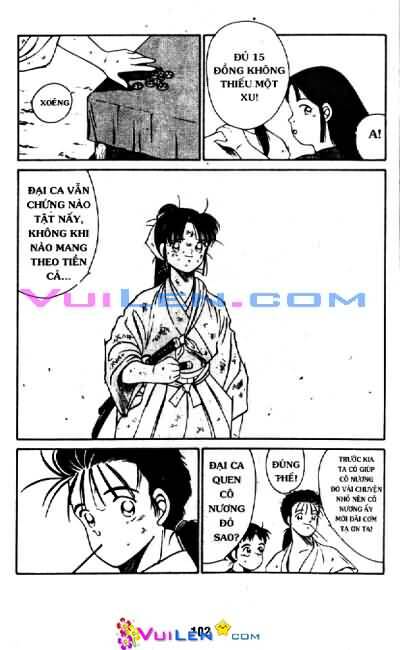 XOÈNG
ĐỦ 15
ĐỒNG KHÔNG
THIẾU MỘT
XU!
A!
ĐẠI CA VẪN
CHỨNG NÀO
TẬT NẤY,
KHÔNG KHI
NÀO MANG
THEO TIỀN
CẢ...
VUILEN.COM
ĐẠI CA
QUEN
CÔ
NƯƠNG
ĐÓ
SAO?
ĐÚNG
THẾ!
TRƯỚC KIA
TA CÓ GIÚP
CÔ NƯƠNG
ĐÓ VÀI CHUYỆN
NHỎ NÊN CÔ
NƯƠNG ẤY
MỜI ĐÃI CƠM
TẠ ƠN TA!
102
VUILEN.COM